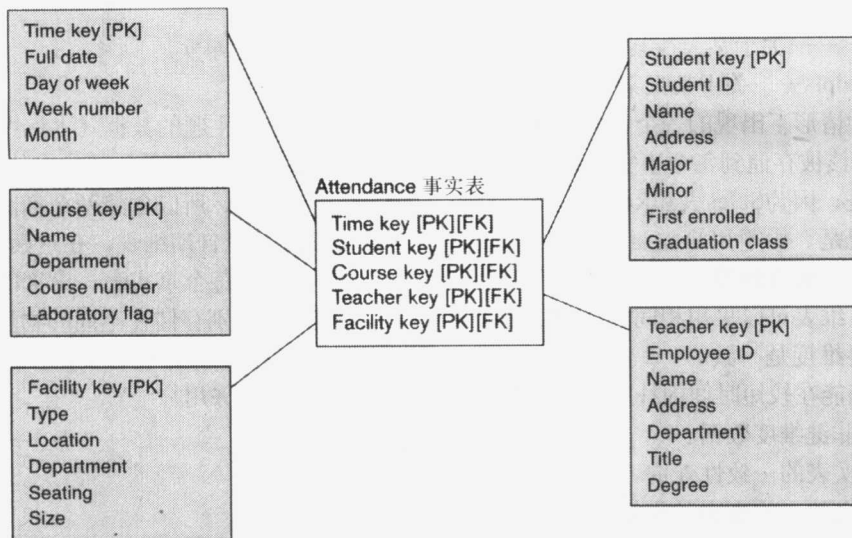 Time key [PK]
Full date
Day of week
Week number
Month
Course key [PK]
Name
Department
Course number
Laboratory flag
Facility key [PK]
Type
Location
Department
Seating
Size
Attendance 事实表
Time key [PK][FK]
Student key [PK][FK]
Course key [PK][FK]
Teacher key [PK][FK]
Facility key [PK][FK]
Student key [PK]
Student ID
Name
Address
Major
Minor
First enrolled
Graduation class
Teacher key [PK]
Employee ID
Name
Address
Department
Title
Degree